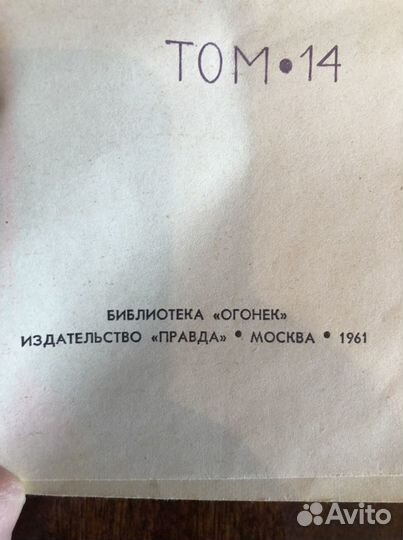 ТОМ•14
БИБЛИОТЕКА «ОГОНЕК»
ИЗДАТЕЛЬСТВО «ПРАВДА» • МОСКВА • 1961
Avito